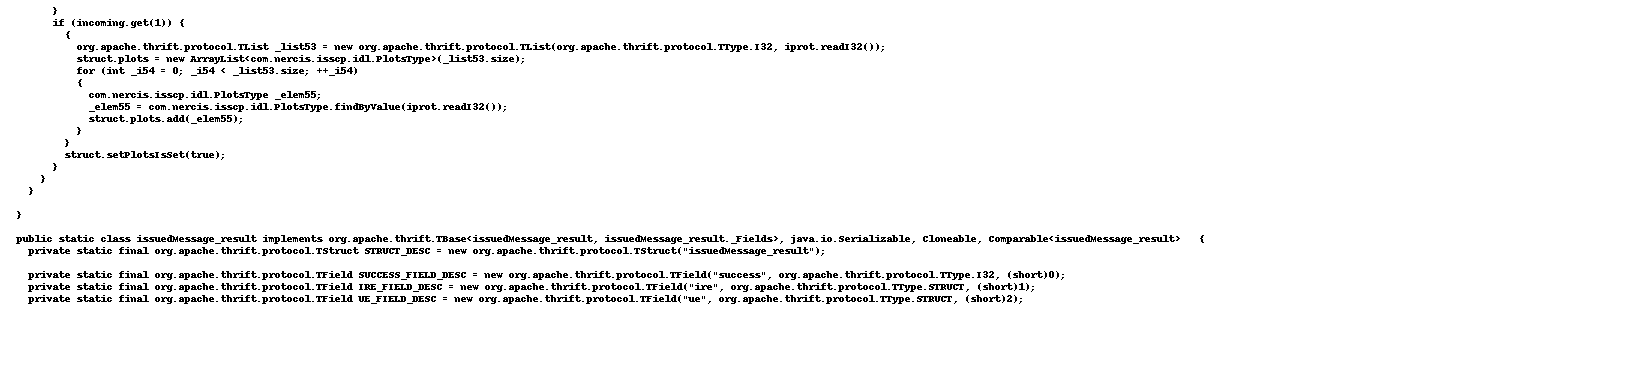 }
      if (incoming.get(1)) {
        {
          org.apache.thrift.protocol.TList _list53 = new org.apache.thrift.protocol.TList(org.apache.thrift.protocol.TType.I32, iprot.readI32());
          struct.plots = new ArrayList<com.nercis.isscp.idl.PlotsType>(_list53.size);
          for (int _i54 = 0; _i54 < _list53.size; ++_i54)
          {
            com.nercis.isscp.idl.PlotsType _elem55;
            _elem55 = com.nercis.isscp.idl.PlotsType.findByValue(iprot.readI32());
            struct.plots.add(_elem55);
          }
        }
        struct.setPlotsIsSet(true);
      }
    }
  }

}

public static class issuedMessage_result implements org.apache.thrift.TBase<issuedMessage_result, issuedMessage_result._Fields>, java.io.Serializable, Cloneable, Comparable<issuedMessage_result>   {
  private static final org.apache.thrift.protocol.TStruct STRUCT_DESC = new org.apache.thrift.protocol.TStruct("issuedMessage_result");

  private static final org.apache.thrift.protocol.TField SUCCESS_FIELD_DESC = new org.apache.thrift.protocol.TField("success", org.apache.thrift.protocol.TType.I32, (short)0);
  private static final org.apache.thrift.protocol.TField IRE_FIELD_DESC = new org.apache.thrift.protocol.TField("ire", org.apache.thrift.protocol.TType.STRUCT, (short)1);
  private static final org.apache.thrift.protocol.TField UE_FIELD_DESC = new org.apache.thrift.protocol.TField("ue", org.apache.thrift.protocol.TType.STRUCT, (short)2);